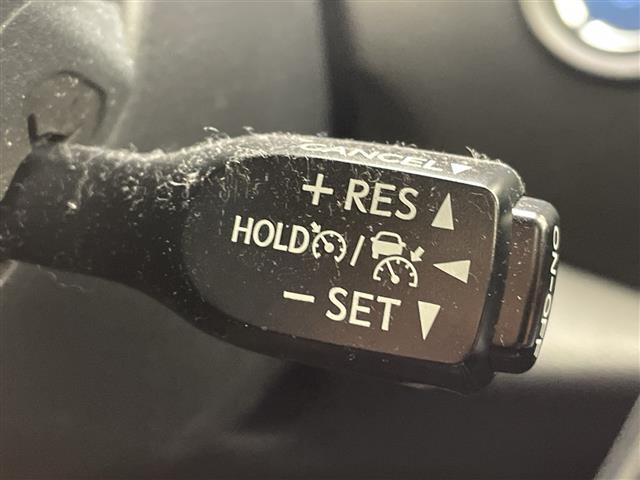 CANCEL▼
+RES▲
HOLD / ◀
−SET▼
ON-OFF